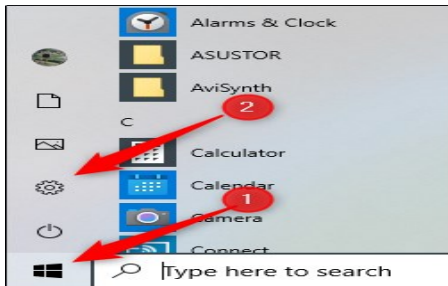 Alarms & Clock
ASUSTOR
AviSynth
2
C
Calculator
Calendar
1
Camera
Connect
Type here to search